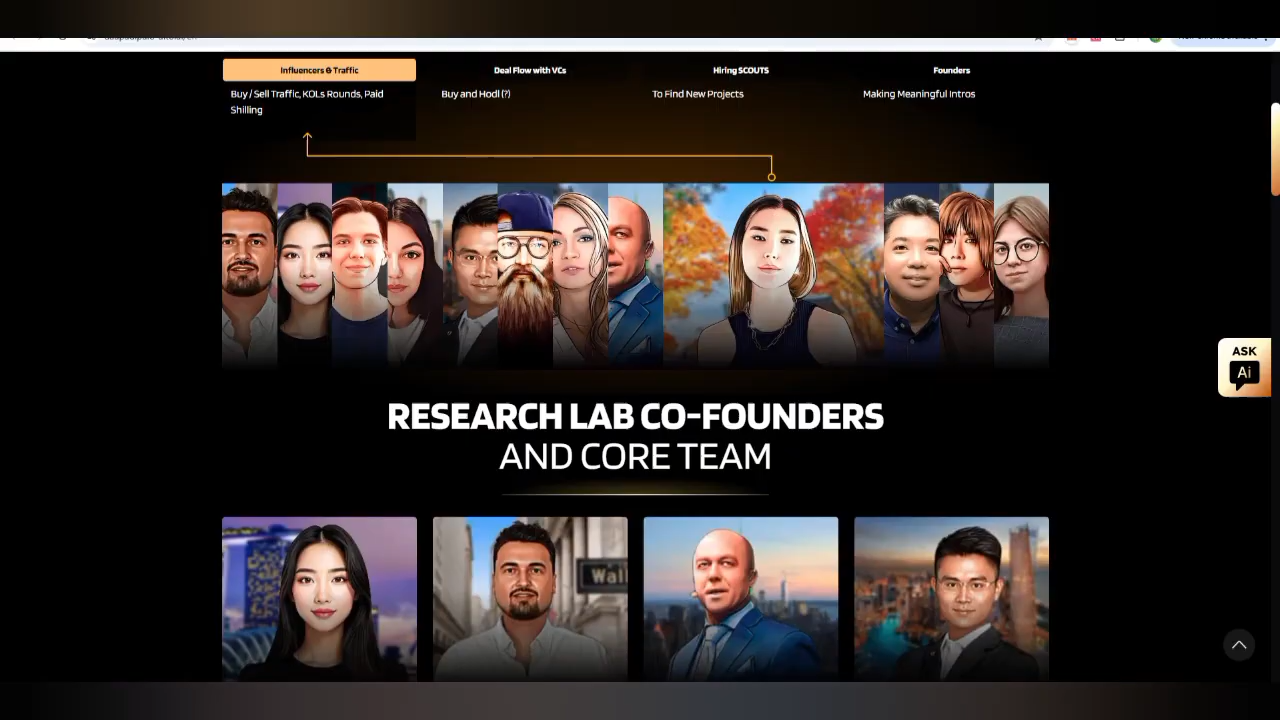 Influencers & Traffic
Deal Flow with VCs
Hiring SCOUTS
Founders
Buy / Sell Traffic, KOLs Rounds, Paid
Shilling
Buy and Hodl (?)
To Find New Projects
Making Meaningful Intros
ASK
Ai
RESEARCH LAB CO-FOUNDERS
AND CORE TEAM
Wall